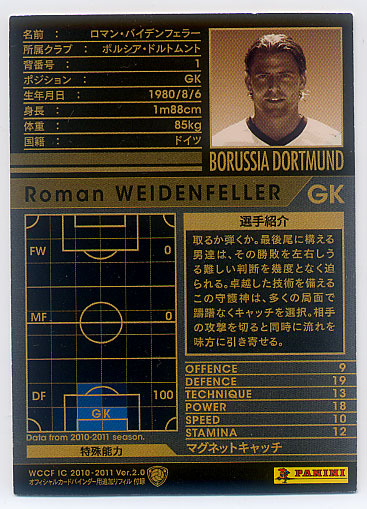 名前 : ロマン・バイデンフェラー
所属クラブ : ボルシア・ドルトムント
背番号 : 1
ポジション : GK
生年月日 : 1980/8/6
身長 : 1m88cm
体重 : 85kg
国籍 : ドイツ
BORUSSIA DORTMUND
Roman WEIDENFELLER GK
FW 0
MF 0
DF 100
GK
Data from 2010-2011 season.
選手紹介
取るか弾くか。最後尾に構える
男達は、その勝敗を左右しう
る難しい判断を幾度となく迫
られる。卓越した技術を備える
この守護神は、多くの局面で
躊躇なくキャッチを選択。相手
の攻撃を切ると同時に流れを
味方に引き寄せる。
OFFENCE 9
DEFENCE 19
TECHNIQUE 13
POWER 18
SPEED 10
STAMINA 12
特殊能力 マグネットキャッチ
WCCF IC 2010-2011 Ver.2.0
オフィシャルカードバインダー用追加リフィル 付録
PANINI